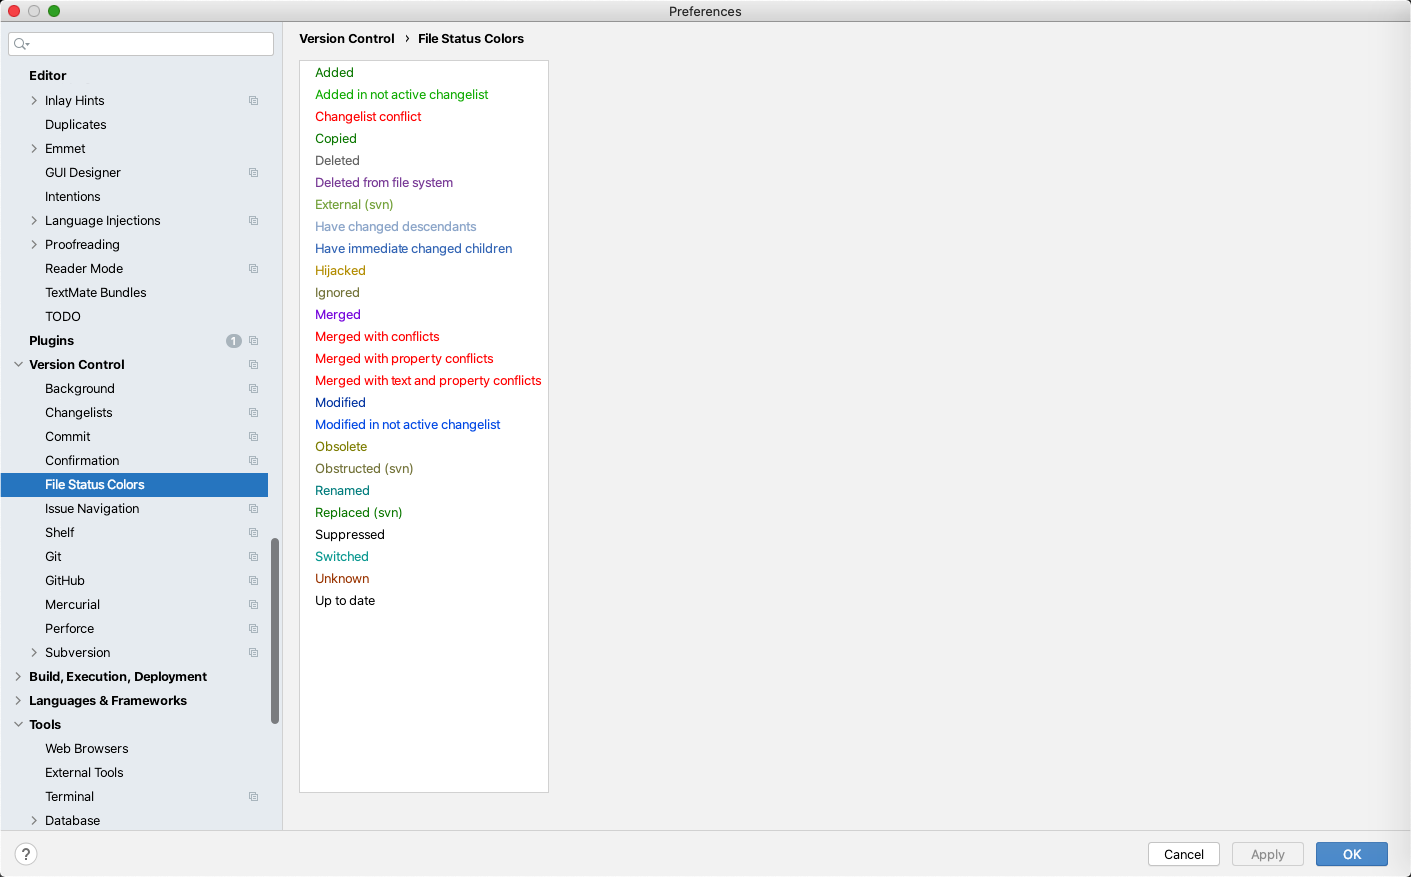 Preferences
Editor
Inlay Hints
Duplicates
Emmet
GUI Designer
Intentions
Language Injections
Proofreading
Reader Mode
TextMate Bundles
TODO
Plugins 1
Version Control
Background
Changelists
Commit
Confirmation
File Status Colors
Issue Navigation
Shelf
Git
GitHub
Mercurial
Perforce
Subversion
Build, Execution, Deployment
Languages & Frameworks
Tools
Web Browsers
External Tools
Terminal
Database
Version Control › File Status Colors
Added
Added in not active changelist
Changelist conflict
Copied
Deleted
Deleted from file system
External (svn)
Have changed descendants
Have immediate changed children
Hijacked
Ignored
Merged
Merged with conflicts
Merged with property conflicts
Merged with text and property conflicts
Modified
Modified in not active changelist
Obsolete
Obstructed (svn)
Renamed
Replaced (svn)
Suppressed
Switched
Unknown
Up to date
?
Cancel
Apply
OK